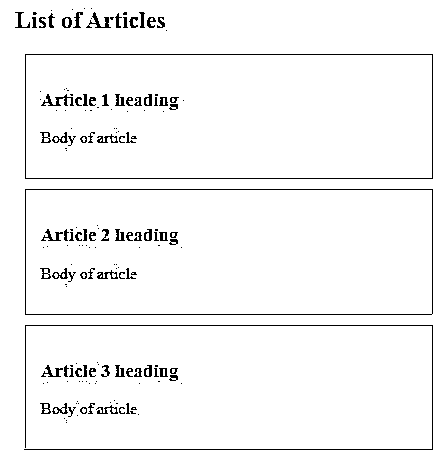 List of Articles
Article 1 heading
Body of article
Article 2 heading
Body of article
Article 3 heading
Body of article